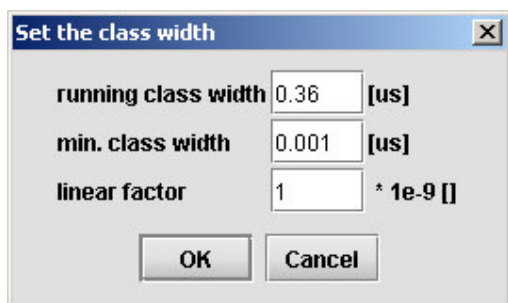 Set the class width
running class width 0.36 [us]
min. class width 0.001 [us]
linear factor 1 * 1e-9 []
OK Cancel